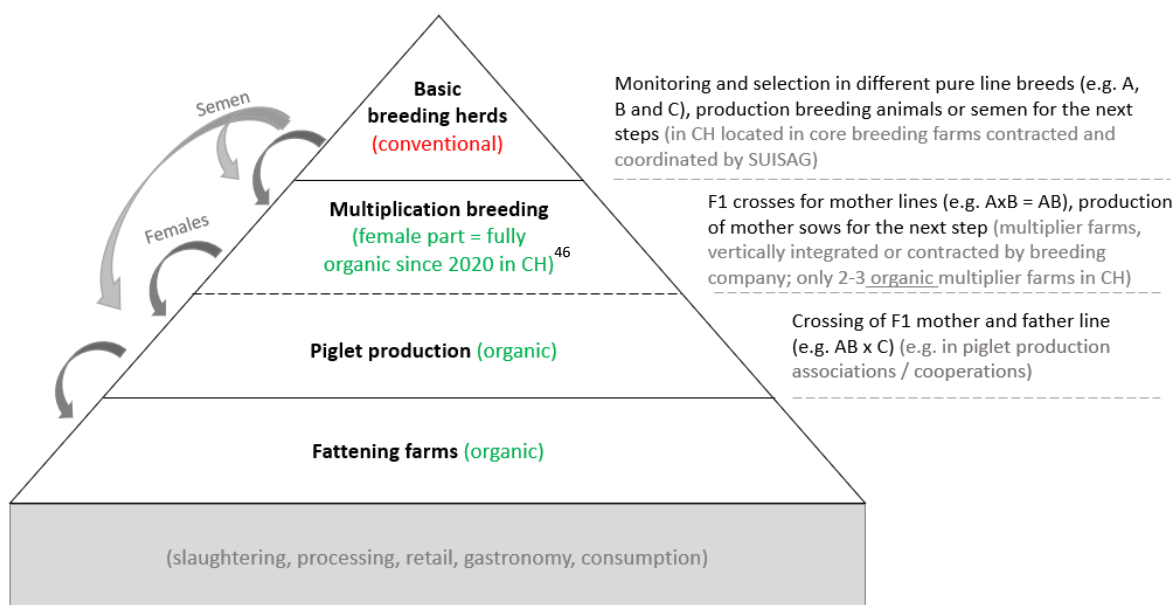 Semen
Females
Basic
breeding herds
(conventional)
Monitoring and selection in different pure line breeds (e.g. A,
B and C), production breeding animals or semen for the next
steps (in CH located in core breeding farms contracted and
coordinated by SUISAG)
Multiplication breeding
(female part = fully
organic since 2020 in CH)46
F1 crosses for mother lines (e.g. AxB = AB), production
of mother sows for the next step (multiplier farms,
vertically integrated or contracted by breeding
company; only 2-3 organic multiplier farms in CH)
Piglet production (organic)
Crossing of F1 mother and father line
(e.g. AB x C) (e.g. in piglet production
associations / cooperations)
Fattening farms (organic)
(slaughtering, processing, retail, gastronomy, consumption)